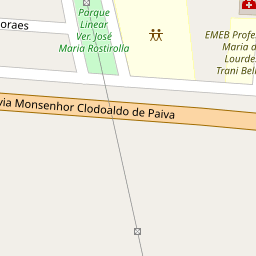 Parque
Linear
Ver. José
Maria Rostirolla
oraes
EMEB Profe
Maria d
Lourde
Trani Bel
via Monsenhor Clodoaldo de Paiva